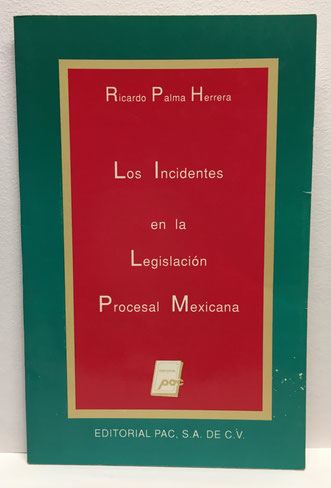 Ricardo Palma Herrera
Los Incidentes
en la
Legislación
Procesal Mexicana
pac
EDITORIAL PAC, S.A. DE C.V.